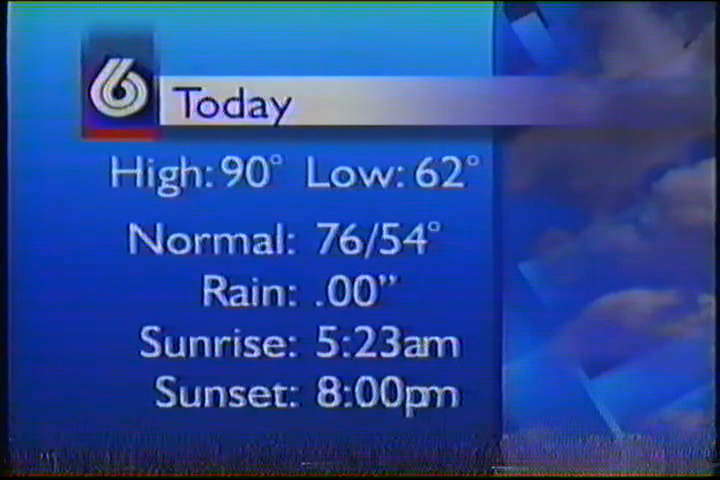 6
Today
High: 90° Low: 62°
Normal: 76/54°
Rain: .00"
Sunrise: 5:23am
Sunset: 8:00pm